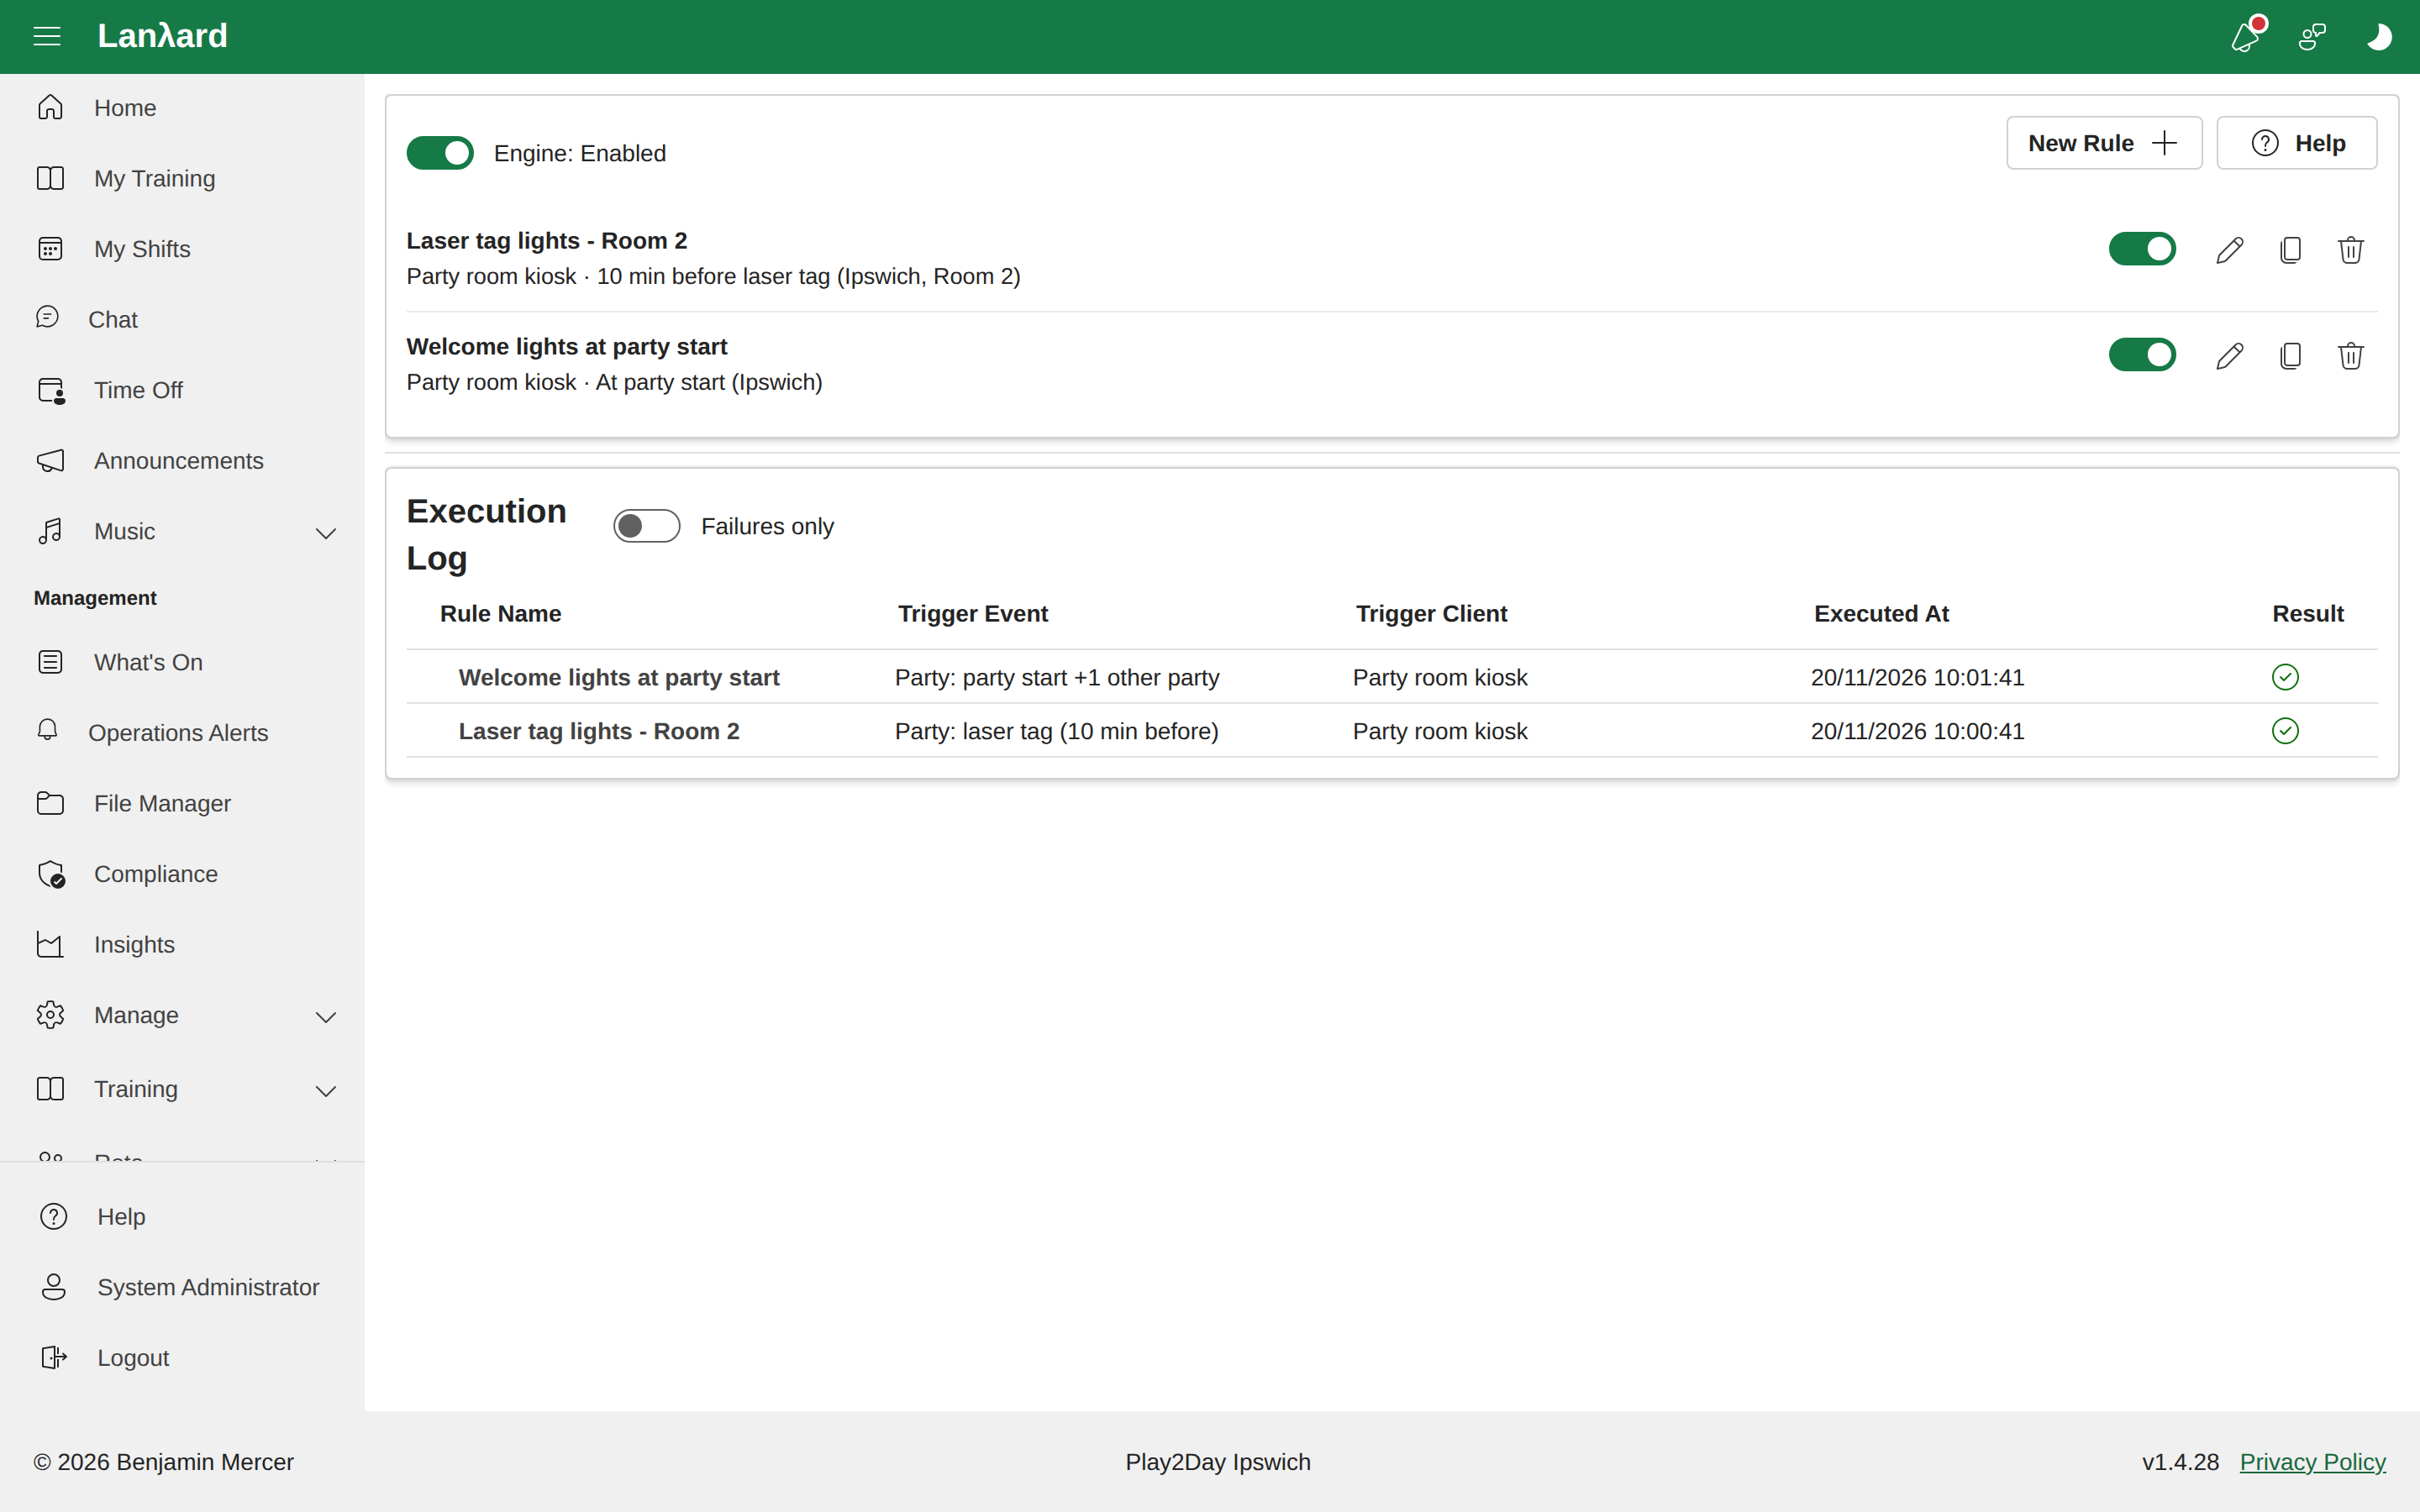 Lanλard
Home
My Training
My Shifts
Chat
Time Off
Announcements
Music
Management
What's On
Operations Alerts
File Manager
Compliance
Insights
Manage
Training
Rota
Help
System Administrator
Logout
Engine: Enabled
New Rule
Help
Laser tag lights - Room 2
Party room kiosk · 10 min before laser tag (Ipswich, Room 2)
Welcome lights at party start
Party room kiosk · At party start (Ipswich)
Execution
Log
Failures only
Rule Name Trigger Event Trigger Client Executed At Result
Welcome lights at party start Party: party start +1 other party Party room kiosk 20/11/2026 10:01:41
Laser tag lights - Room 2 Party: laser tag (10 min before) Party room kiosk 20/11/2026 10:00:41
© 2026 Benjamin Mercer
Play2Day Ipswich
v1.4.28 Privacy Policy